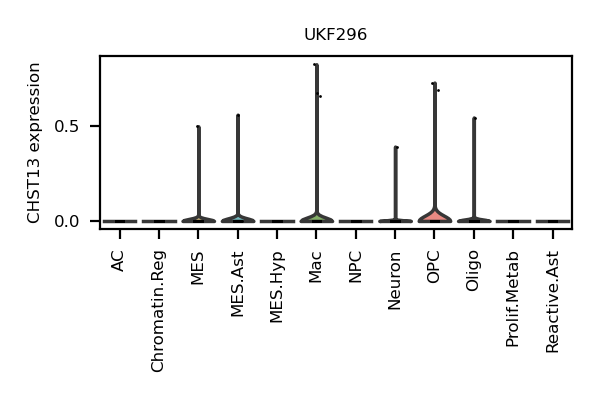 UKF296
CHST13 expression
0.5
0.0
AC
Chromatin.Reg
MES
MES.Ast
MES.Hyp
Mac
NPC
Neuron
OPC
Oligo
Prolif.Metab
Reactive.Ast